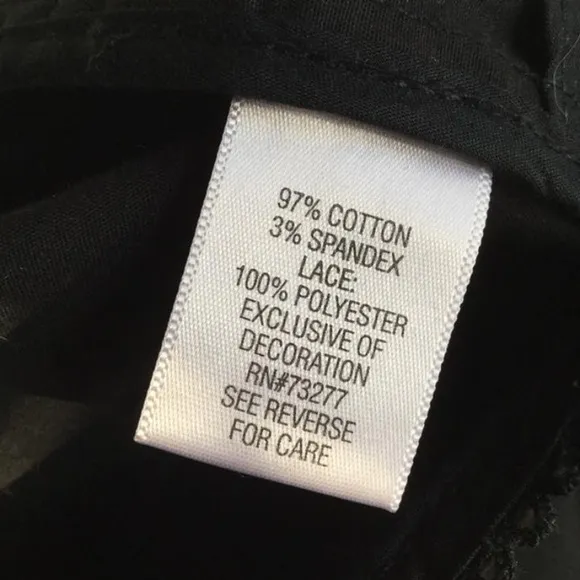 97% COTTON
3% SPANDEX
LACE:
100% POLYESTER
EXCLUSIVE OF
DECORATION
RN#73277
SEE REVERSE
FOR CARE